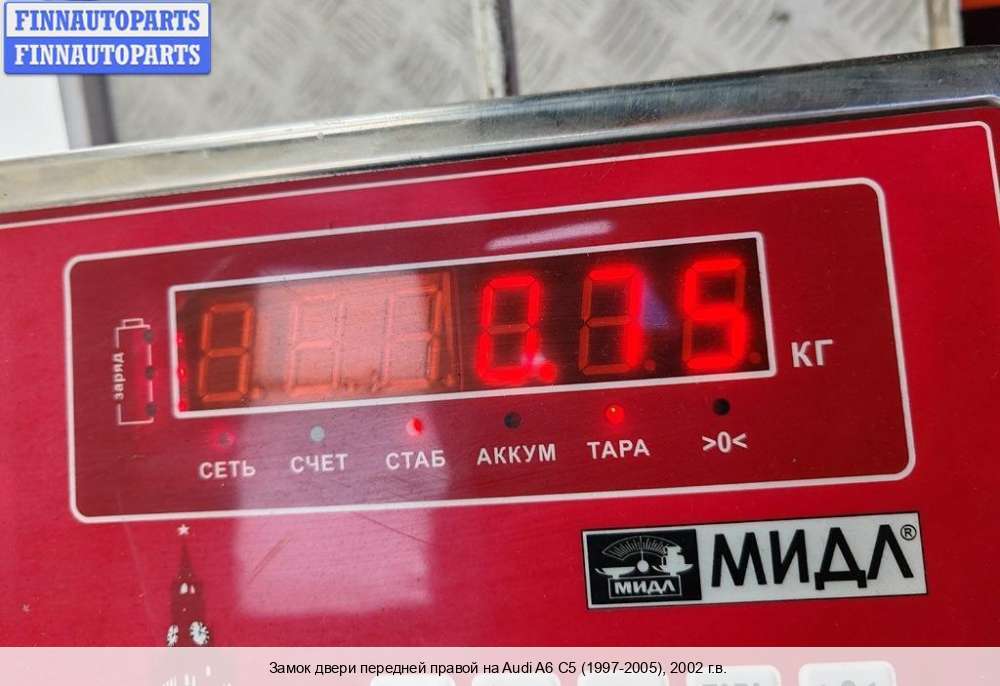 FINNAUTOPARTS
FINNAUTOPARTS
0.75
КГ
заряд
СЕТЬ СЧЕТ СТАБ АККУМ ТАРА >0<
МИДЛ
МИДЛ®
Замок двери передней правой на Audi A6 C5 (1997-2005), 2002 г.в.